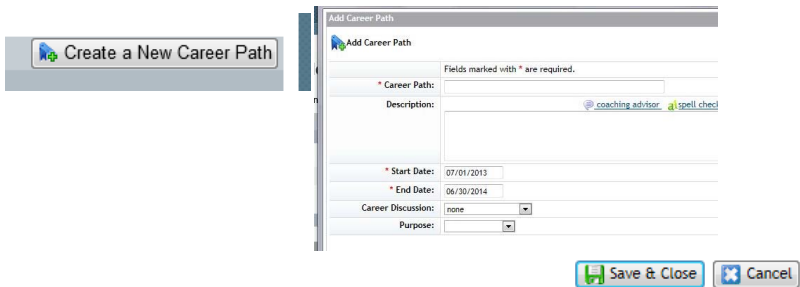 Create a New Career Path
Add Career Path
Add Career Path
Fields marked with * are required.
* Career Path:
Description:
coaching advisor
spell check
* Start Date: 07/01/2013
* End Date: 06/30/2014
Career Discussion: none
Purpose:
Save & Close
Cancel